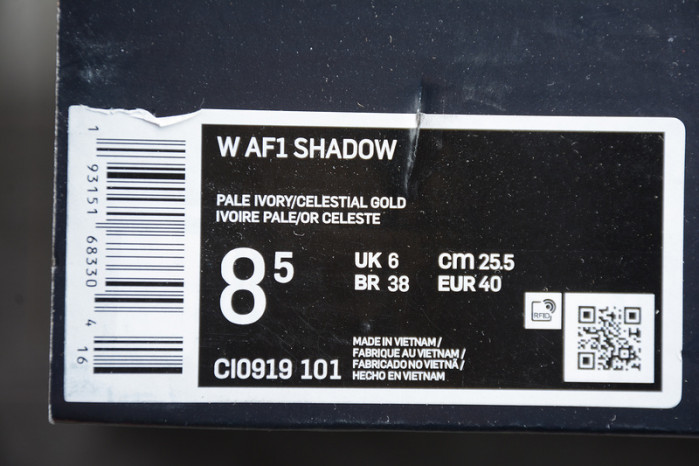 W AF1 SHADOW
PALE IVORY/CELESTIAL GOLD
IVOIRE PALE/OR CELESTE
8 5
UK 6 cm 25.5
BR 38 EUR 40
RFID
CI0919 101
MADE IN VIETNAM /
FABRIQUE AU VIETNAM /
FABRICADO NO VIETNÃ /
HECHO EN VIETNAM
1 93151 68330 4 16